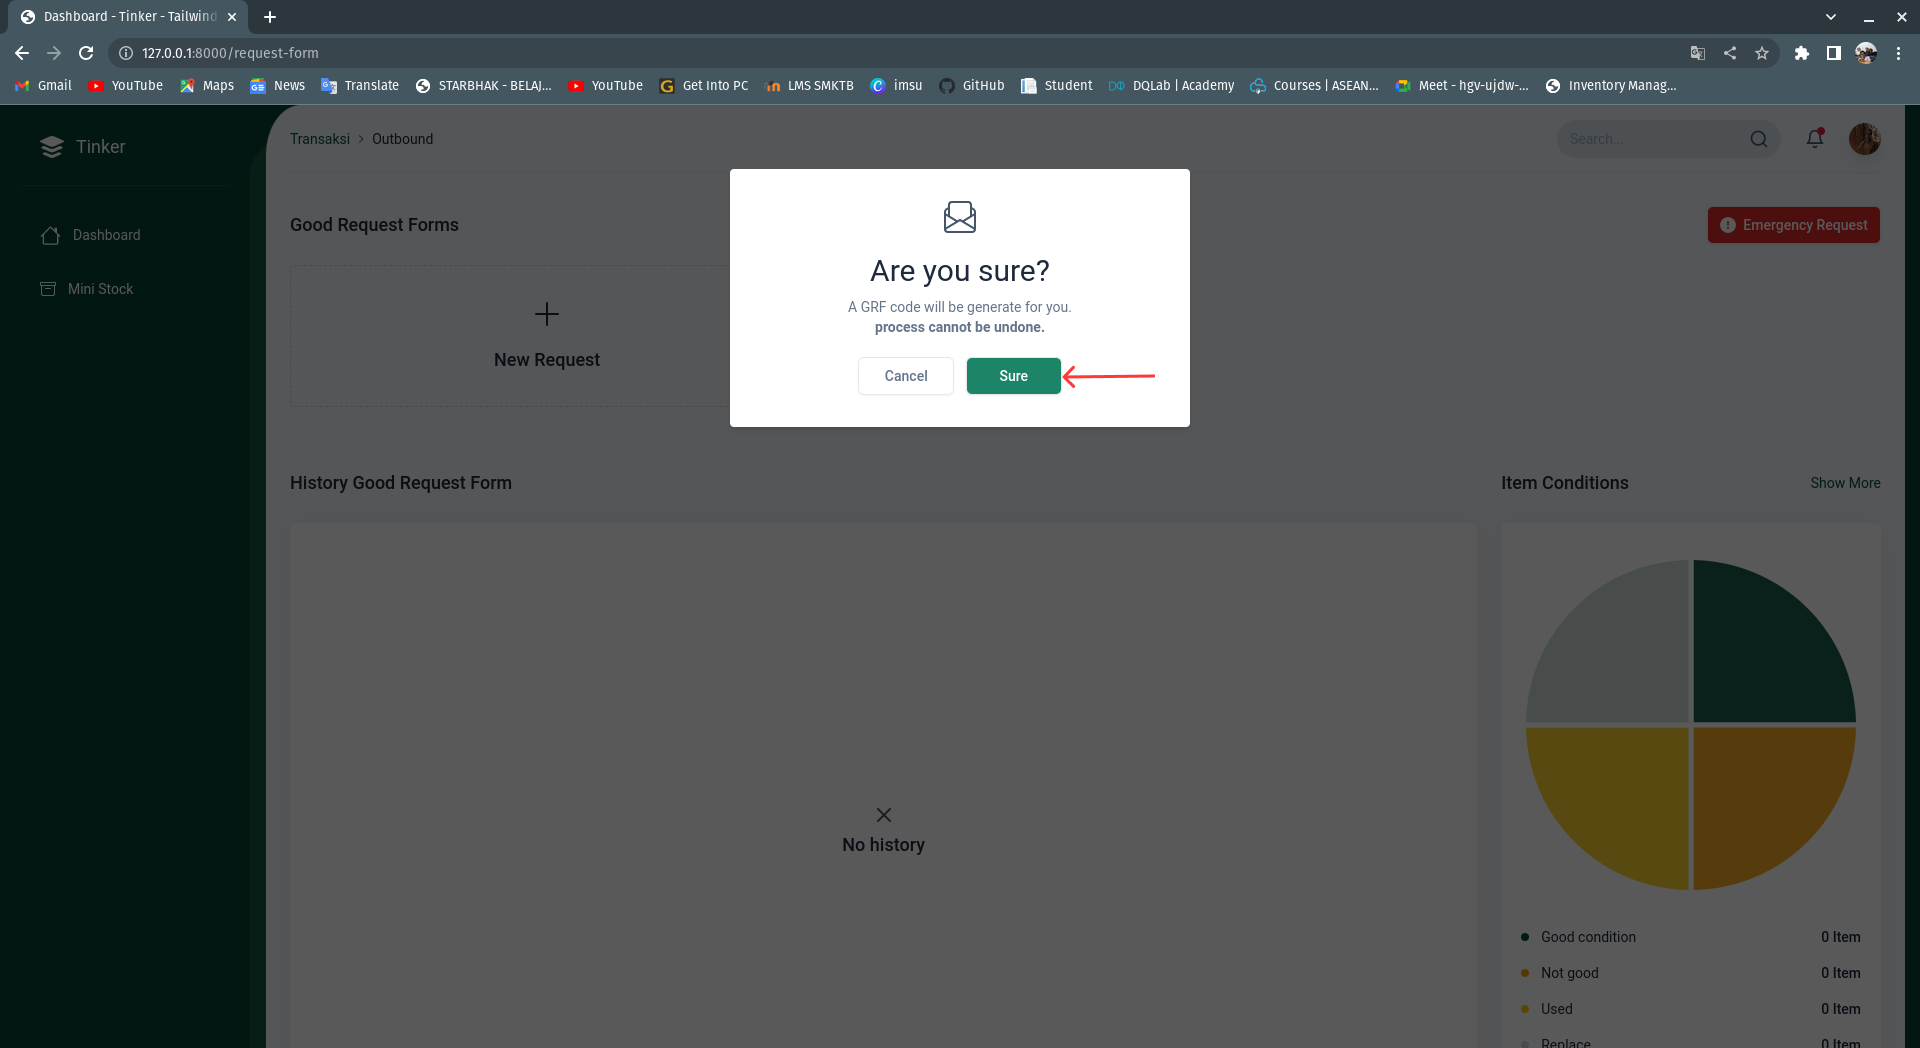 Dashboard - Tinker - Tailwind
127.0.0.1:8000/request-form
Gmail YouTube Maps News Translate STARBHAK - BELAJ... YouTube Get Into PC LMS SMKTB imsu GitHub Student DQLab | Academy Courses | ASEAN... Meet - hgv-ujdw-... Inventory Manag...
Tinker
Dashboard
Mini Stock
Transaksi > Outbound
Search...
Good Request Forms
Emergency Request
New Request
Are you sure?
A GRF code will be generate for you.
process cannot be undone.
Cancel Sure
History Good Request Form
No history
Item Conditions Show More
Good condition 0 Item
Not good 0 Item
Used 0 Item
Replace 0 Item